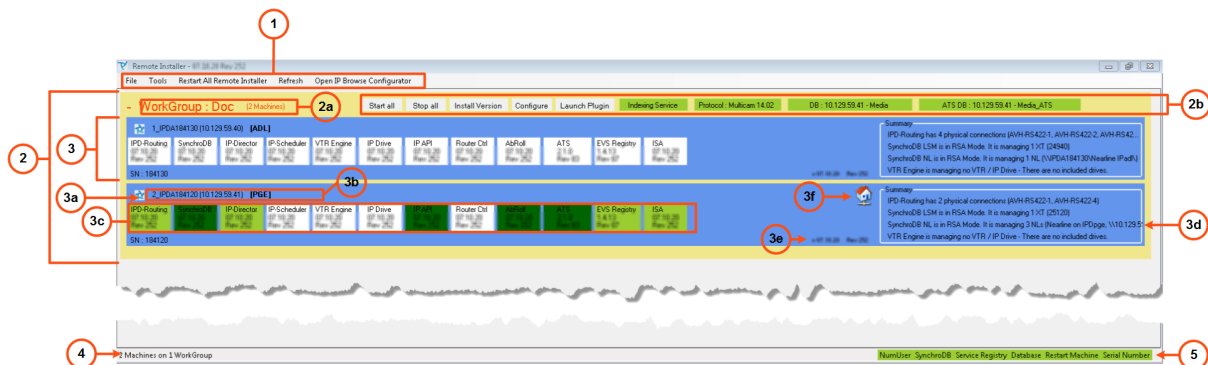 1
Remote Installer -
File Tools Restart All Remote Installer Refresh Open IP Browse Configurator
- WorkGroup : Doc (2 Machines)
2a
Start all Stop all Install Version Configure Launch Plugin Indexing Service Protocol : Multicam 14.02 DB : 10.129.59.41 - Media ATS DB : 10.129.59.41 - Media_ATS
2b
2
3
1_IPDA184130 (10.129.59.40) [ADL]
IPD-Routing SynchroDB IP-Director IP-Scheduler VTR Engine IP Drive IP API Router Ctrl AbRoll ATS EVS Registry ISA
SN : 184130
Summary
IPD-Routing has 4 physical connections (AVH-RS422-1, AVH-RS422-2, AVH-RS42...
SynchroDB LSM is in RSA Mode. It is managing 1 XT (24940)
SynchroDB NL is in RSA Mode. It is managing 1 NL (\\IPDA184130\Nearline IPadl\)
VTR Engine is managing no VTR / IP Drive - There are no included drives.
3a
2_IPDA184120 (10.129.59.41) [PGE]
3b
3c
IPD-Routing SynchroDB IP-Director IP-Scheduler VTR Engine IP Drive IP API Router Ctrl AbRoll ATS EVS Registry ISA
SN : 184120
3f
3e
Summary
IPD-Routing has 2 physical connections (AVH-RS422-1, AVH-RS422-4)
SynchroDB LSM is in RSA Mode. It is managing 1 XT (25120)
SynchroDB NL is in RSA Mode. It is managing 3 NLs (Nearline on IPDpge, \\10.129.5
VTR Engine is managing no VTR / IP Drive - There are no included drives.
3d
4
2 Machines on 1 WorkGroup
NumUser SynchroDB Service Registry Database Restart Machine Serial Number
5